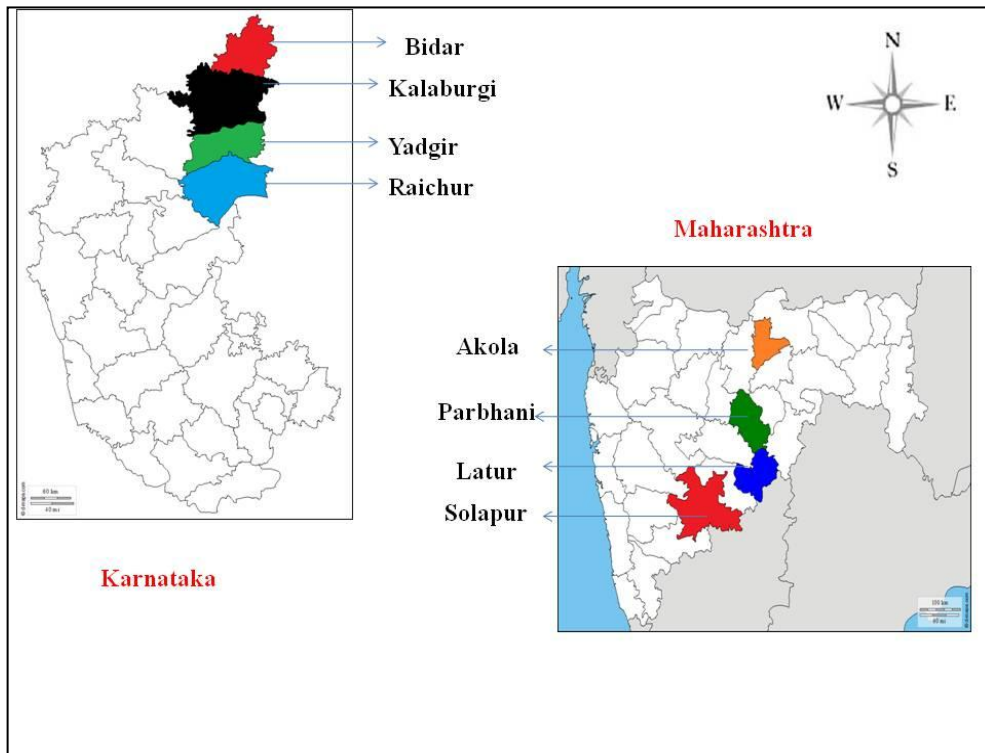 Bidar
Kalaburgi
Yadgir
Raichur
Karnataka
N
W
E
S
Maharashtra
Akola
Parbhani
Latur
Solapur